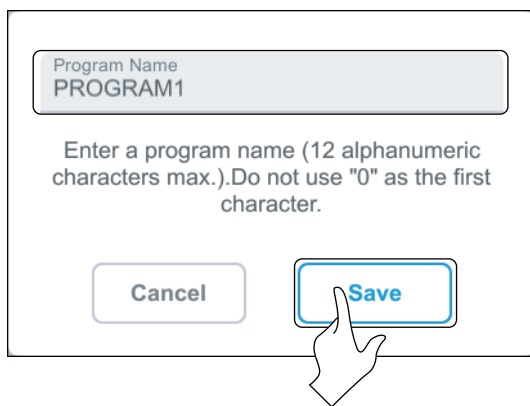 Program Name
PROGRAM1
Enter a program name (12 alphanumeric
characters max.).Do not use "0" as the first
character.
Cancel
Save